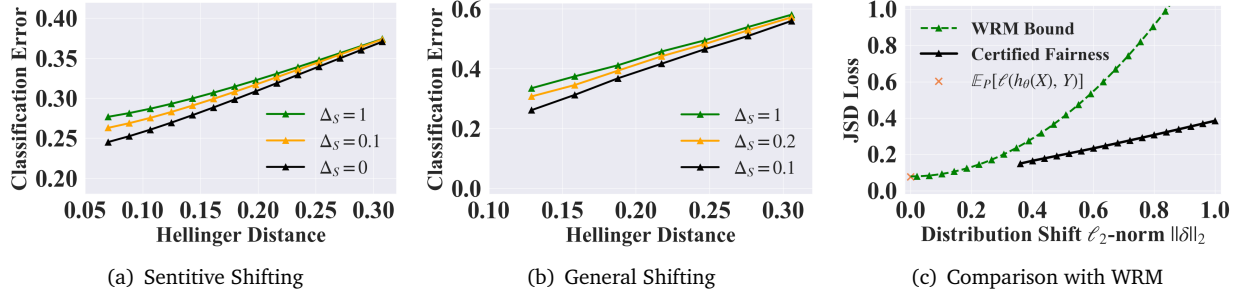 Classification Error
0.40
0.35
0.30
0.25
0.20
Δ_S = 1
Δ_S = 0.1
Δ_S = 0
0.05 0.10 0.15 0.20 0.25 0.30
Hellinger Distance
(a) Sentitive Shifting
Classification Error
0.6
0.4
0.2
0.0
Δ_S = 1
Δ_S = 0.2
Δ_S = 0.1
0.10 0.15 0.20 0.25 0.30
Hellinger Distance
(b) General Shifting
JSD Loss
1.0
0.8
0.6
0.4
0.2
0.0
WRM Bound
Certified Fairness
𝔼_P[ℓ(h_θ(X), Y)]
0.0 0.2 0.4 0.6 0.8 1.0
Distribution Shift ℓ₂-norm ||δ||₂
(c) Comparison with WRM